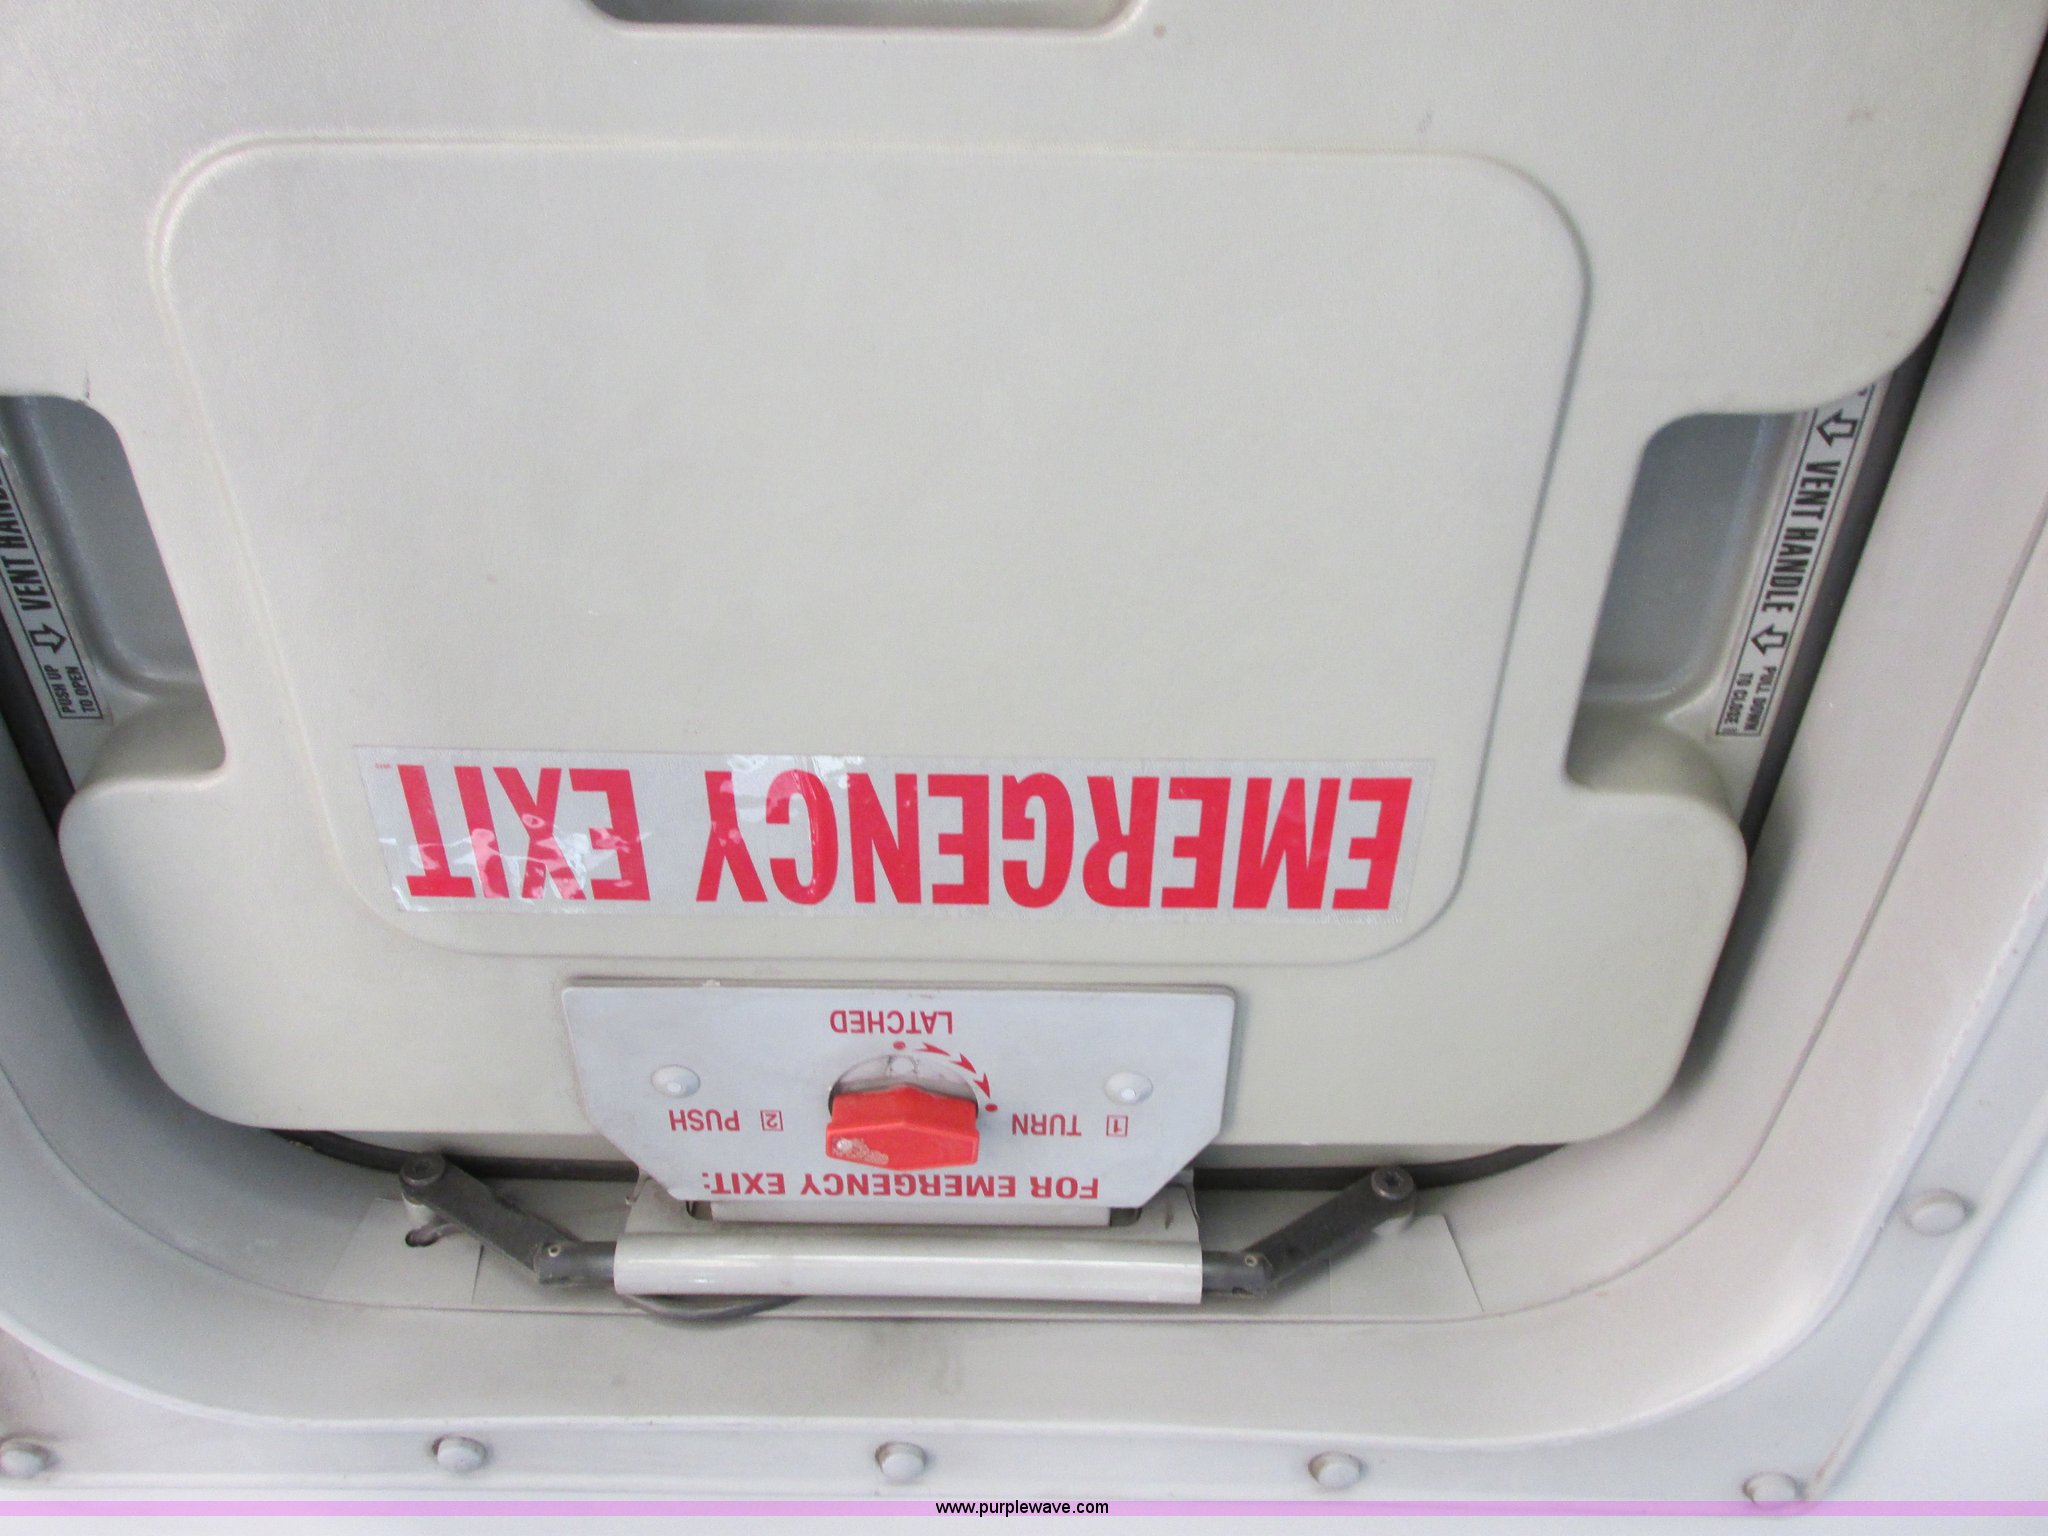 FOR EMERGENCY EXIT:
1 TURN
2 PUSH
LATCHED
EMERGENCY EXIT
VENT HANDLE
PULL DOWN
TO CLOSE
VENT HAND
PUSH UP
TO OPEN
www.purplewave.com